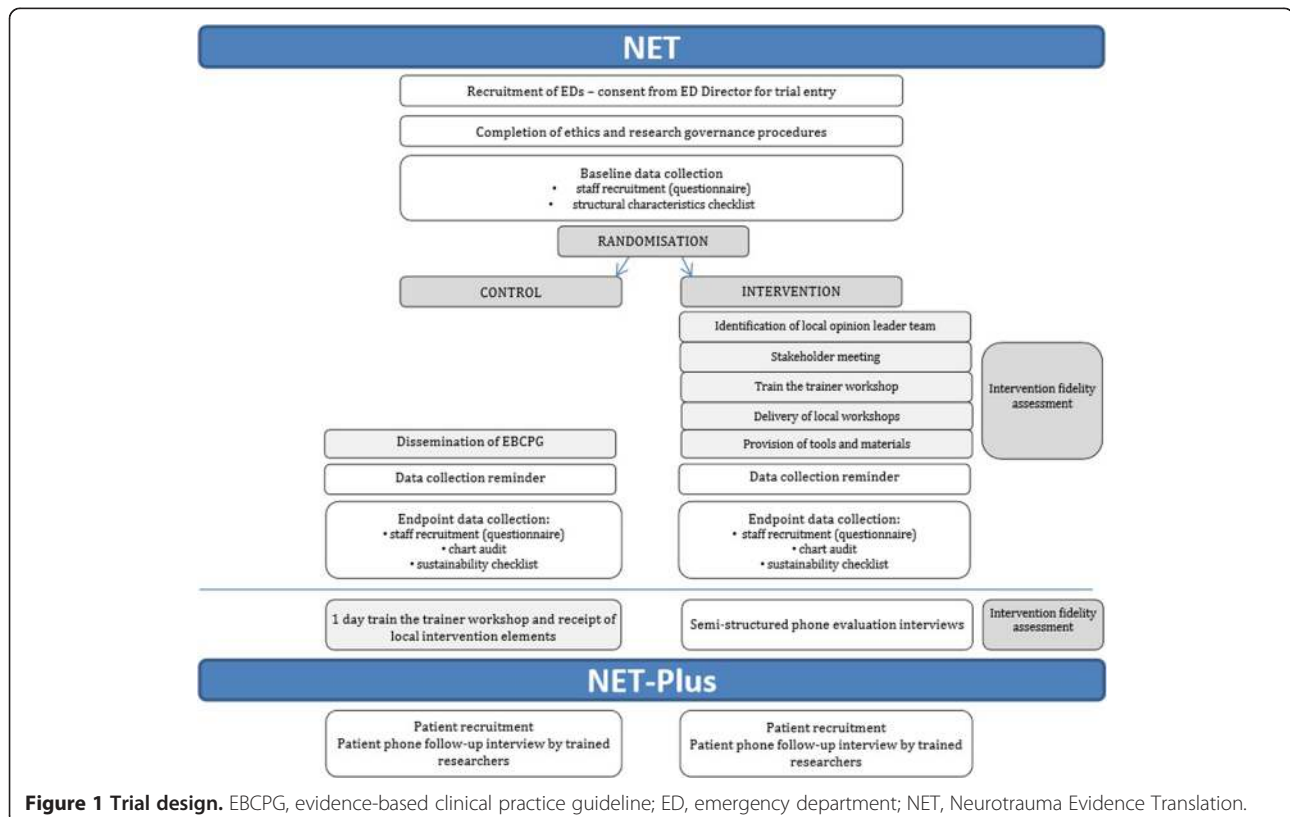 NET
Recruitment of EDs – consent from ED Director for trial entry
Completion of ethics and research governance procedures
Baseline data collection
• staff recruitment (questionnaire)
• structural characteristics checklist
RANDOMISATION
CONTROL
INTERVENTION
Identification of local opinion leader team
Stakeholder meeting
Train the trainer workshop
Delivery of local workshops
Provision of tools and materials
Intervention fidelity
assessment
Dissemination of EBCPG
Data collection reminder
Data collection reminder
Endpoint data collection:
• staff recruitment (questionnaire)
• chart audit
• sustainability checklist
Endpoint data collection:
• staff recruitment (questionnaire)
• chart audit
• sustainability checklist
1 day train the trainer workshop and receipt of
local intervention elements
Semi-structured phone evaluation interviews
Intervention fidelity
assessment
NET-Plus
Patient recruitment
Patient phone follow-up interview by trained
researchers
Patient recruitment
Patient phone follow-up interview by trained
researchers
Figure 1 Trial design. EBCPG, evidence-based clinical practice guideline; ED, emergency department; NET, Neurotrauma Evidence Translation.